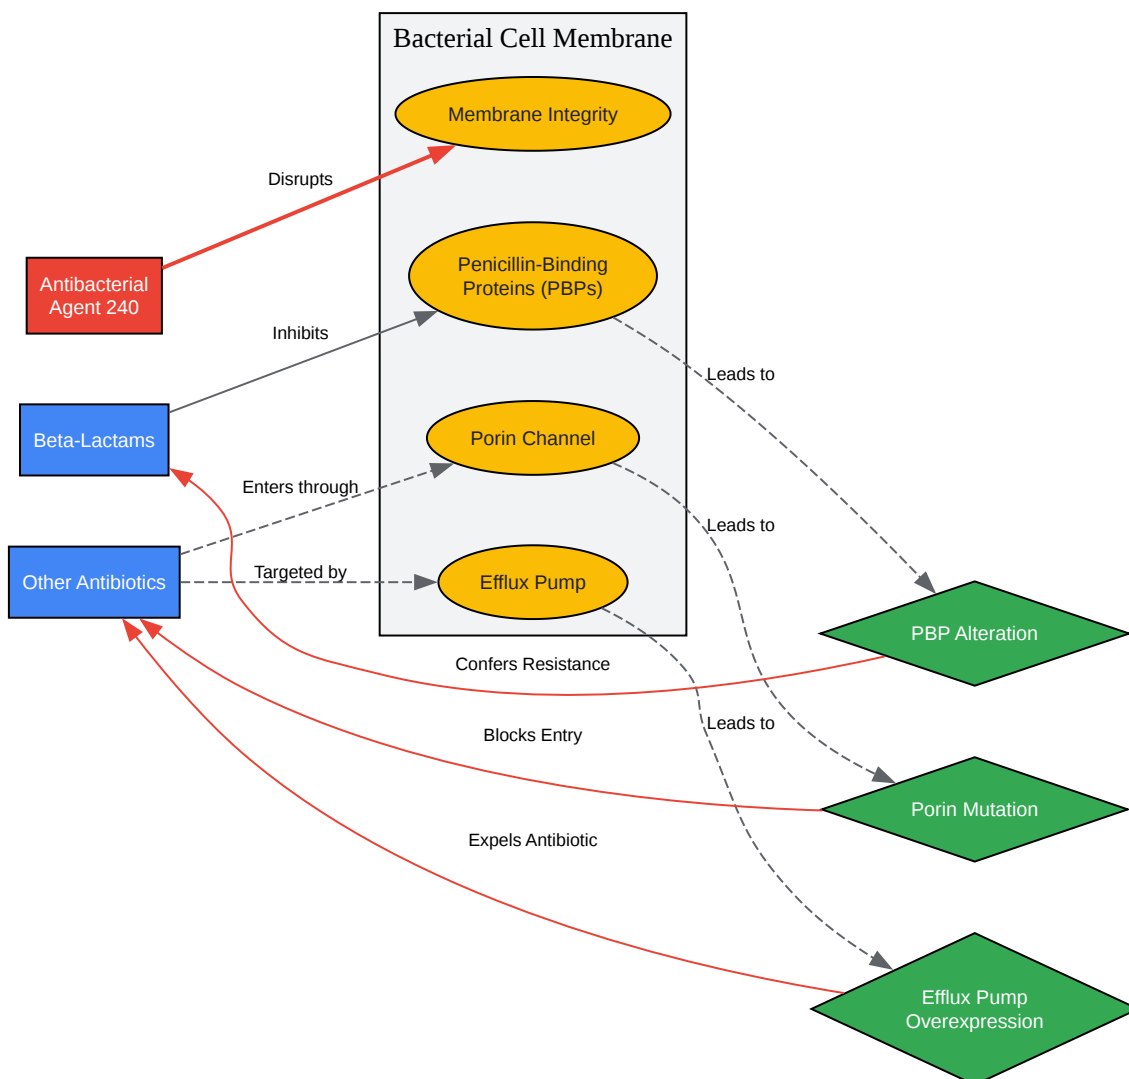 Bacterial Cell Membrane
Membrane Integrity
Disrupts
Penicillin-Binding
Proteins (PBPs)
Antibacterial
Agent 240
Inhibits
Leads to
Beta-Lactams
Porin Channel
Enters through
Leads to
Other Antibiotics
Targeted by
Efflux Pump
PBP Alteration
Confers Resistance
Leads to
Blocks Entry
Porin Mutation
Expels Antibiotic
Efflux Pump
Overexpression